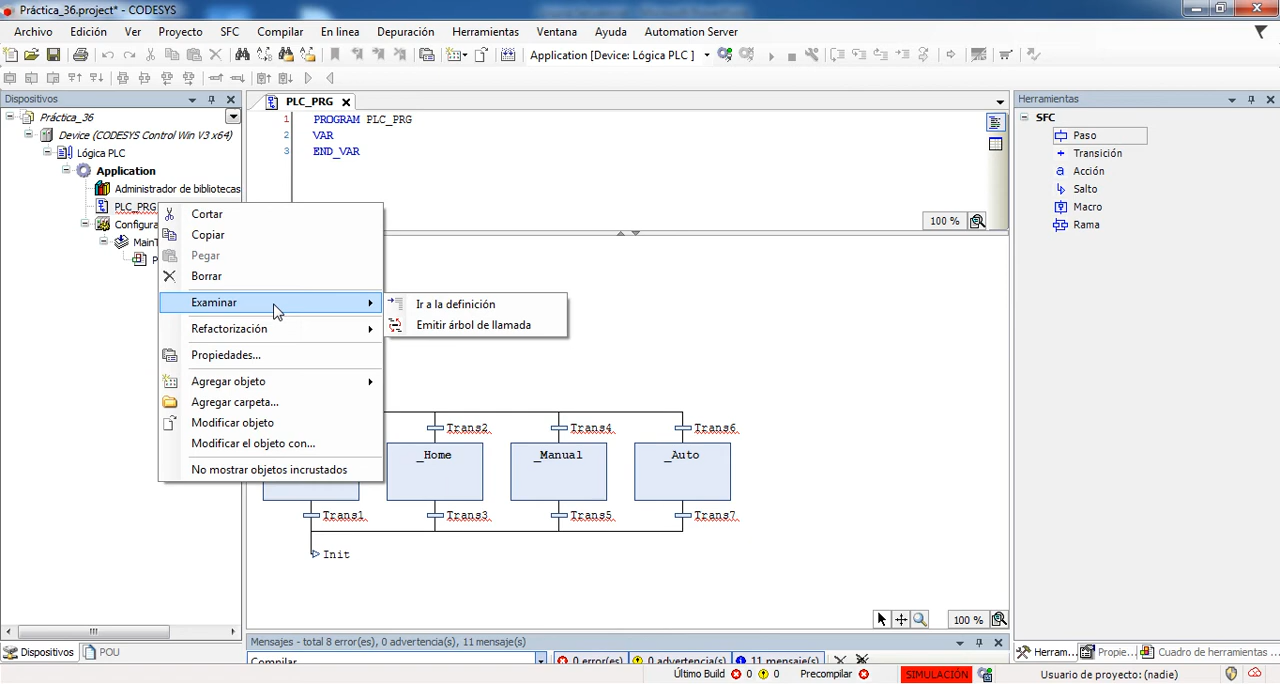 Práctica_36.project* - CODESYS
Archivo Edición Ver Proyecto SFC Compilar En linea Depuración Herramientas Ventana Ayuda Automation Server
Application [Device: Lógica PLC ]
Dispositivos
Práctica_36
Device (CODESYS Control Win V3 x64)
Lógica PLC
Application
Administrador de bibliotecas
PLC_PRG
Configura
MainT
P
Cortar
Copiar
Pegar
Borrar
Examinar
Refactorización
Propiedades...
Agregar objeto
Agregar carpeta...
Modificar objeto
Modificar el objeto con...
No mostrar objetos incrustados
Ir a la definición
Emitir árbol de llamada
PLC_PRG
1 PROGRAM PLC_PRG
2 VAR
3 END_VAR
100 %
Trans2 Trans4 Trans6
_Home _Manual _Auto
Trans1 Trans3 Trans5 Trans7
Init
100 %
Herramientas
SFC
Paso
Transición
Acción
Salto
Macro
Rama
Dispositivos POU
Mensajes - total 8 error(es), 0 advertencia(s), 11 mensaje(s)
Compilar 0 error(es) 0 advertencia(s) 11 mensaje(s)
Herram... Propie... Cuadro de herramientas
Último Build 0 0 Precompilar SIMULACIÓN Usuario de proyecto: (nadie)